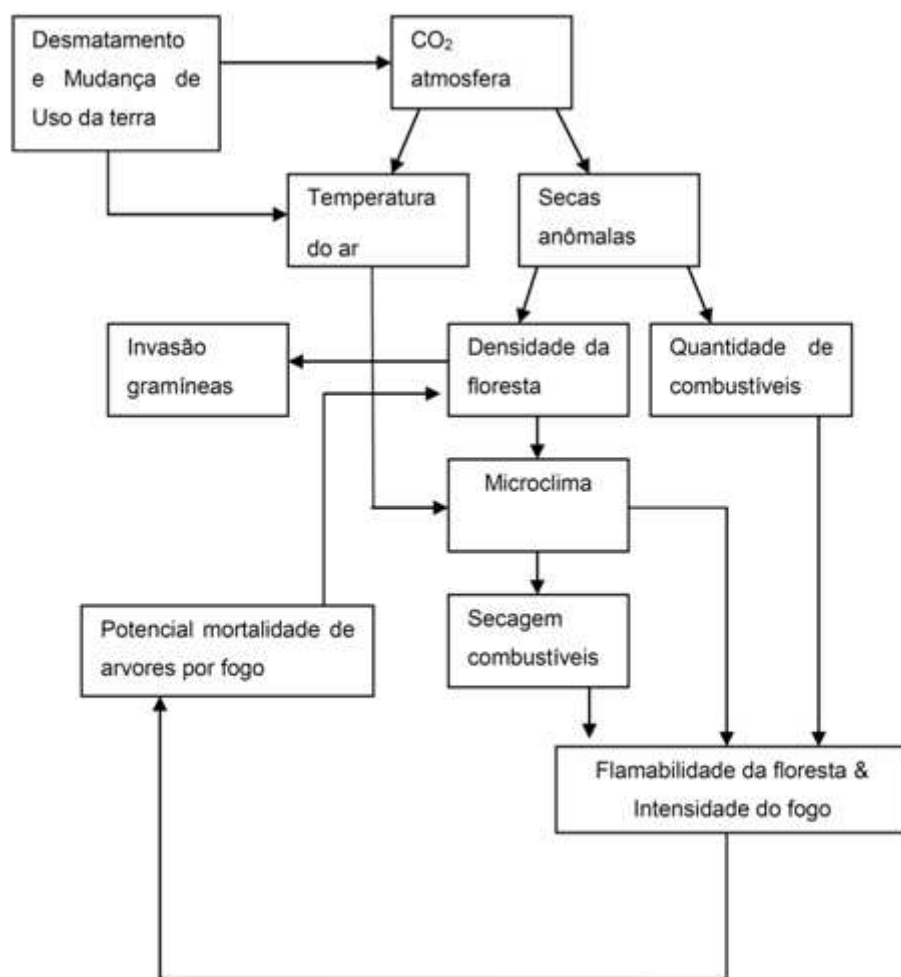 Desmatamento
e Mudança de
Uso da terra
CO₂
atmosfera
Temperatura
do ar
Secas
anômalas
Invasão
gramíneas
Densidade da
floresta
Quantidade de
combustíveis
Microclima
Potencial mortalidade de
arvores por fogo
Secagem
combustíveis
Flamabilidade da floresta &
Intensidade do fogo